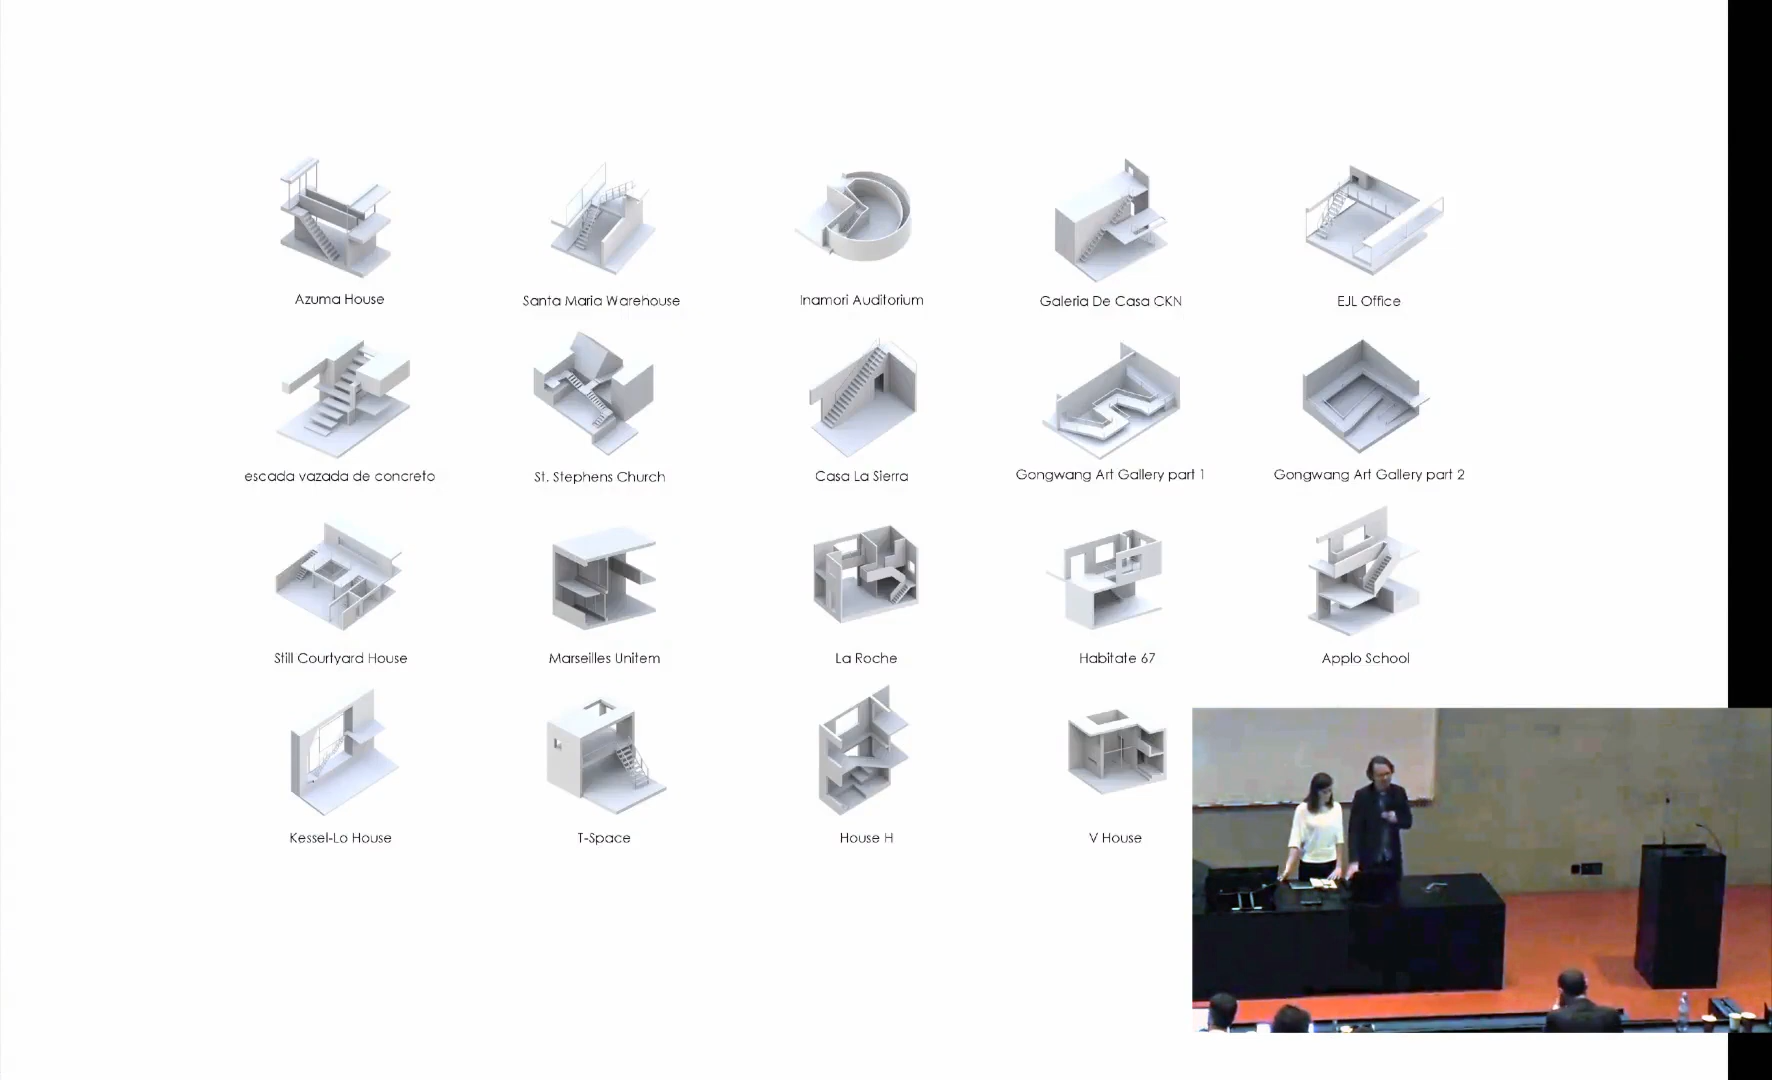 Azuma House
Santa Maria Warehouse
Inamori Auditorium
Galeria De Casa CKN
EJL Office
escada vazada de concreto
St. Stephens Church
Casa La Sierra
Gongwang Art Gallery part 1
Gongwang Art Gallery part 2
Still Courtyard House
Marseilles Unitem
La Roche
Habitate 67
Applo School
Kessel-Lo House
T-Space
House H
V House